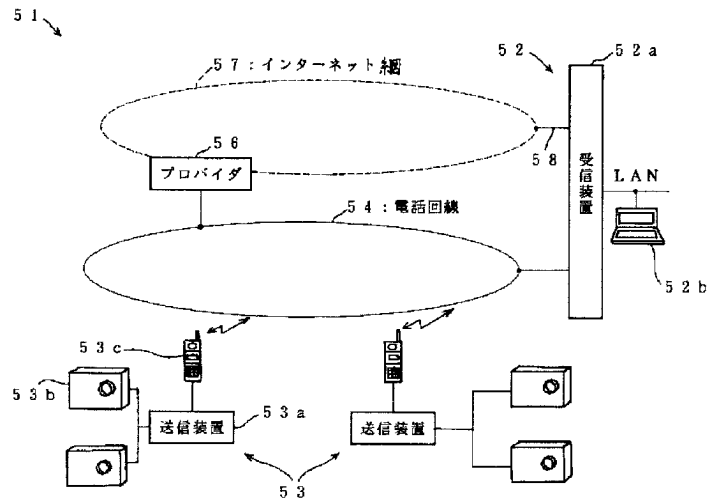 51
57:インターネット網
52
52a
56
プロバイダ
58
受信装置
LAN
54:電話回線
52b
53c
53b
送信装置
53a
送信装置
53